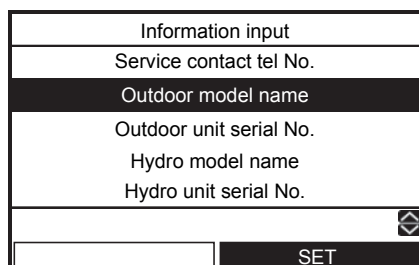 Information input
Service contact tel No.
Outdoor model name
Outdoor unit serial No.
Hydro model name
Hydro unit serial No.
SET